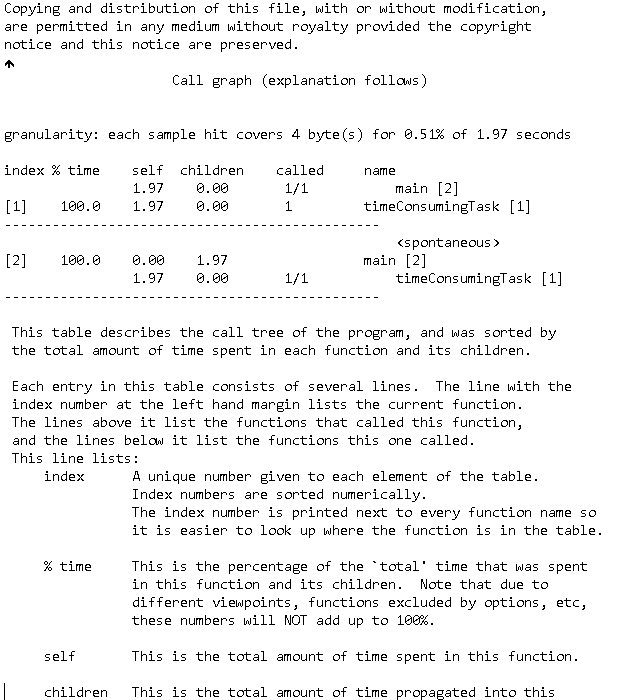 Copying and distribution of this file, with or without modification,
are permitted in any medium without royalty provided the copyright
notice and this notice are preserved.
Call graph (explanation follows)
granularity: each sample hit covers 4 byte(s) for 0.51% of 1.97 seconds
index % time    self  children    called     name
                1.97    0.00       1/1           main [2]
[1]    100.0    1.97    0.00       1         timeConsumingTask [1]
-----------------------------------------------
                                                 <spontaneous>
[2]    100.0    0.00    1.97                 main [2]
                1.97    0.00       1/1           timeConsumingTask [1]
-----------------------------------------------
This table describes the call tree of the program, and was sorted by
the total amount of time spent in each function and its children.
Each entry in this table consists of several lines.  The line with the
index number at the left hand margin lists the current function.
The lines above it list the functions that called this function,
and the lines below it list the functions this one called.
This line lists:
index      A unique number given to each element of the table.
Index numbers are sorted numerically.
The index number is printed next to every function name so
it is easier to look up where the function is in the table.
% time     This is the percentage of the `total' time that was spent
in this function and its children.  Note that due to
different viewpoints, functions excluded by options, etc,
these numbers will NOT add up to 100%.
self       This is the total amount of time spent in this function.
children   This is the total amount of time propagated into this